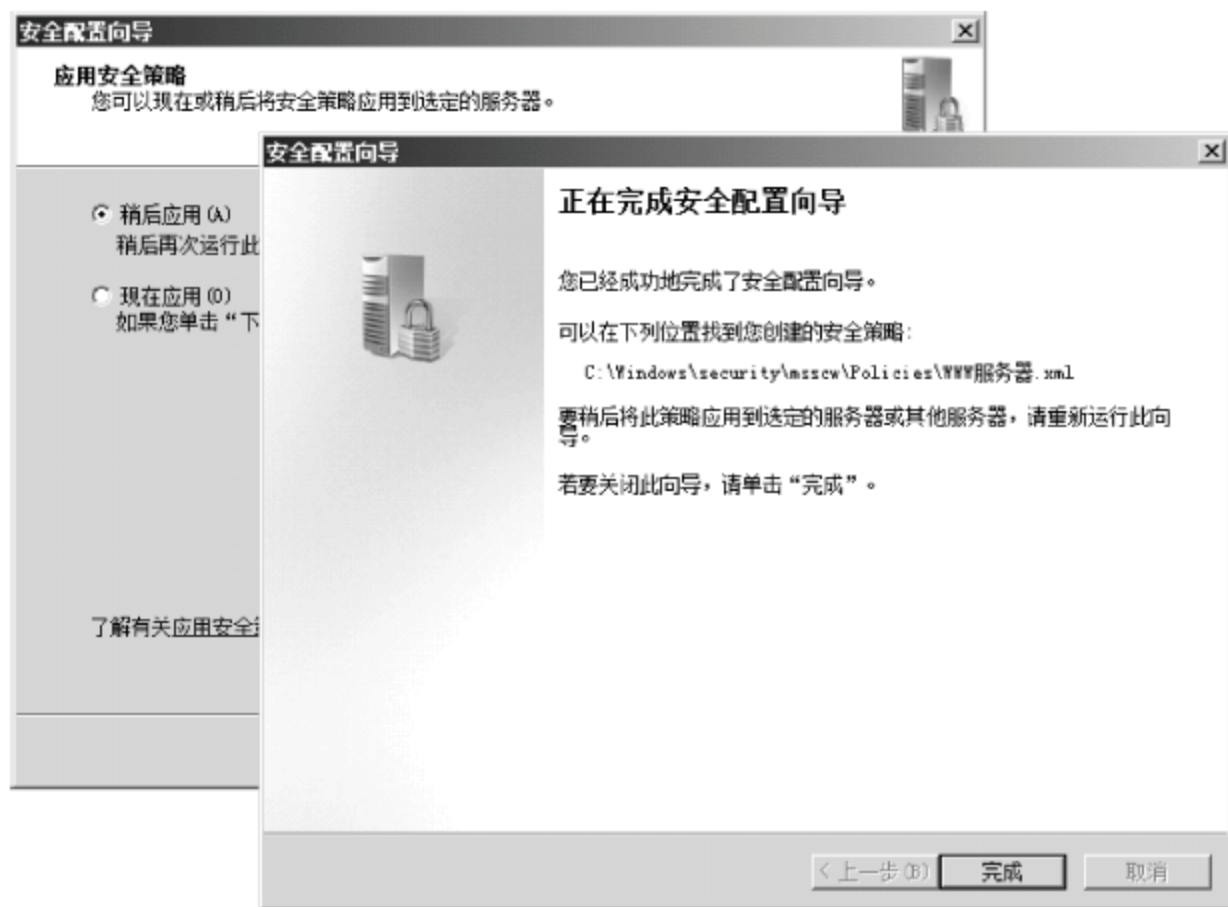 安全配置向导
应用安全策略
您可以现在或稍后将安全策略应用到选定的服务器。
稍后应用(A)
稍后再次运行此
现在应用(O)
如果您单击“下
了解有关应用安全
安全配置向导
正在完成安全配置向导
您已经成功地完成了安全配置向导。
可以在下列位置找到您创建的安全策略：
C:\Windows\security\msscw\Policies\WWW服务器.xml
要稍后将此策略应用到选定的服务器或其他服务器，请重新运行此向
导。
若要关闭此向导，请单击“完成”。
< 上一步(B)
完成
取消